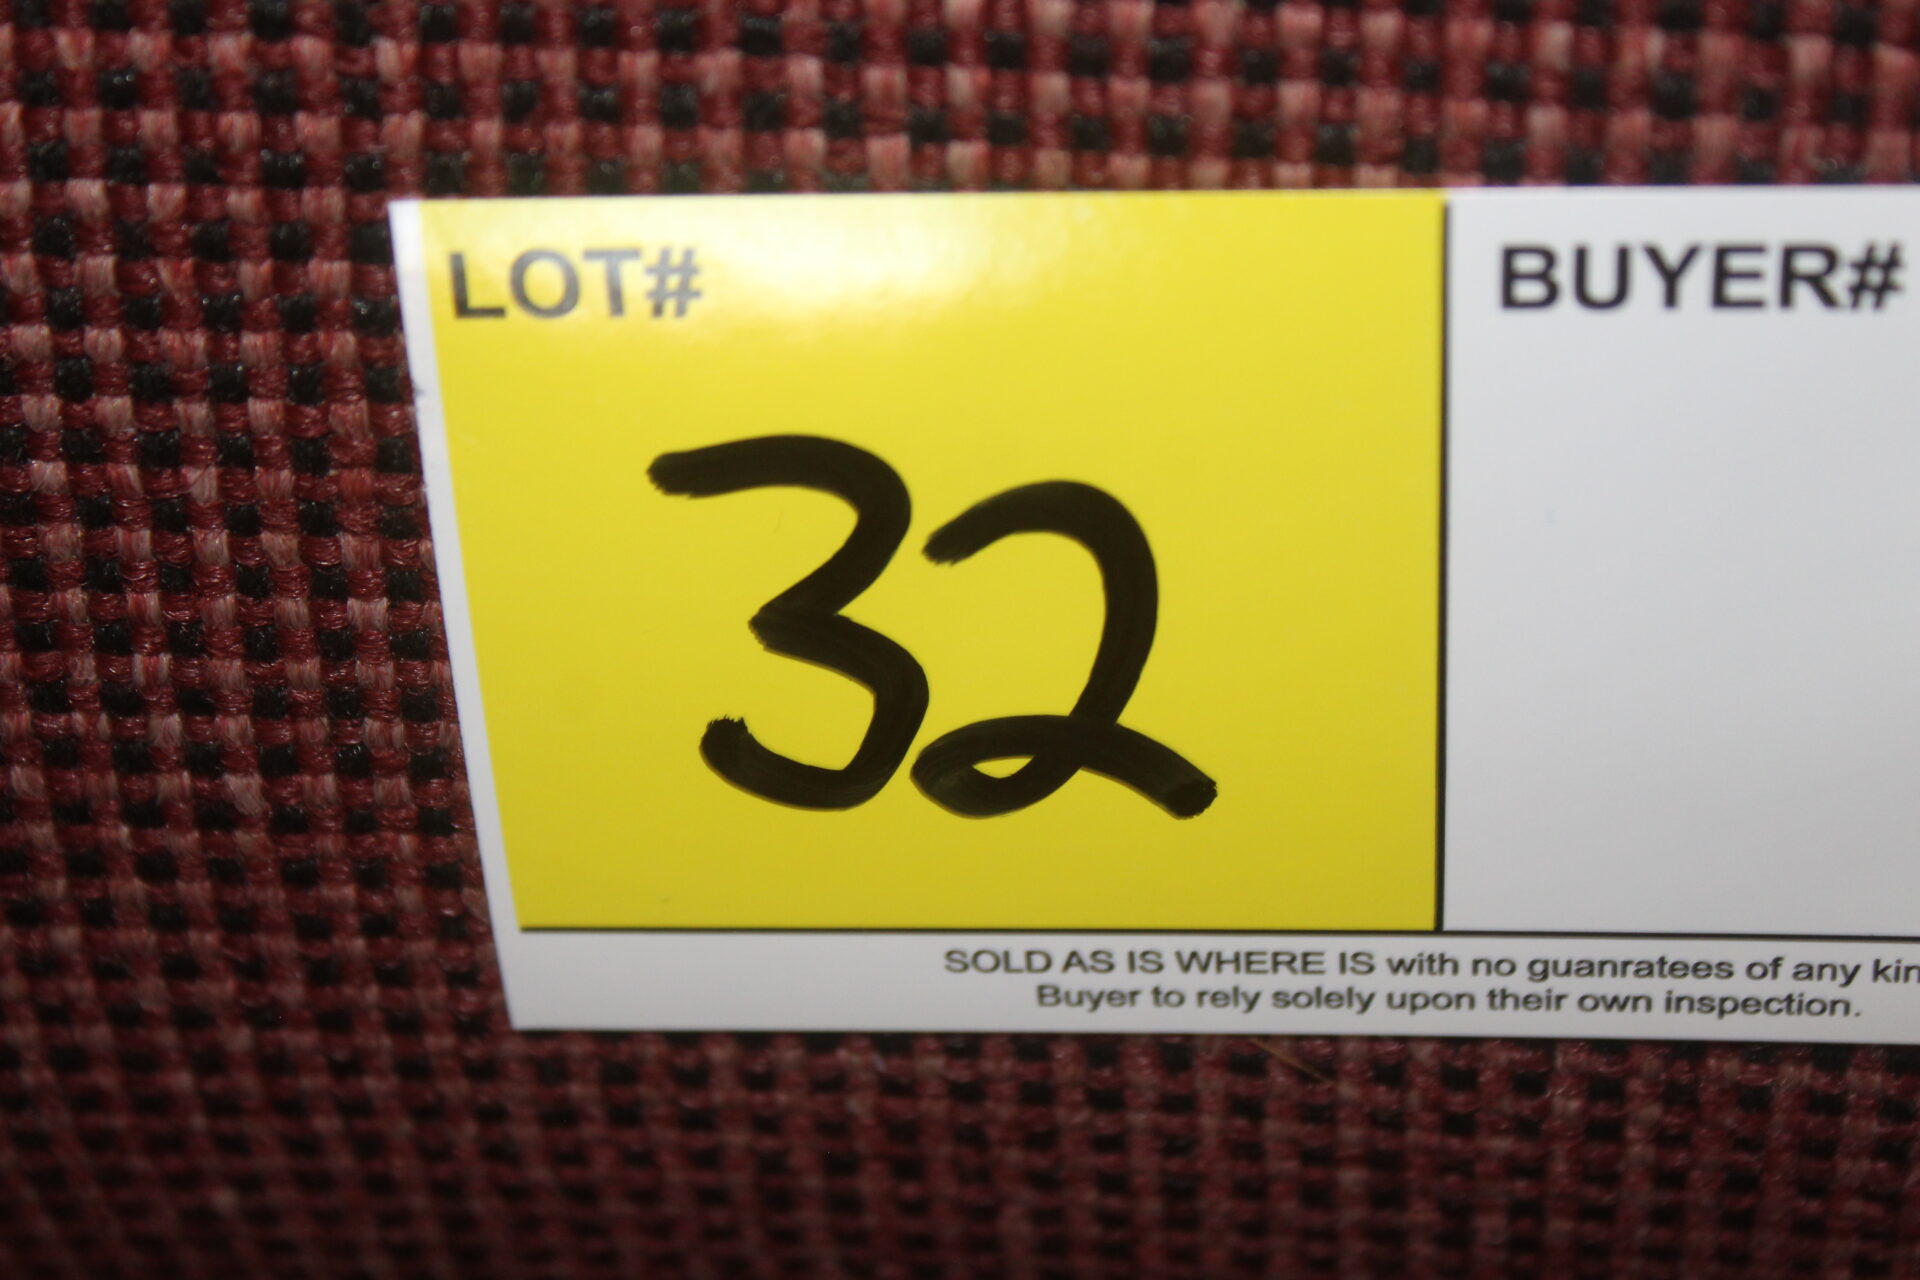 LOT#
BUYER#
32
SOLD AS IS WHERE IS with no guanratees of any
Buyer to rely solely upon their own inspection.